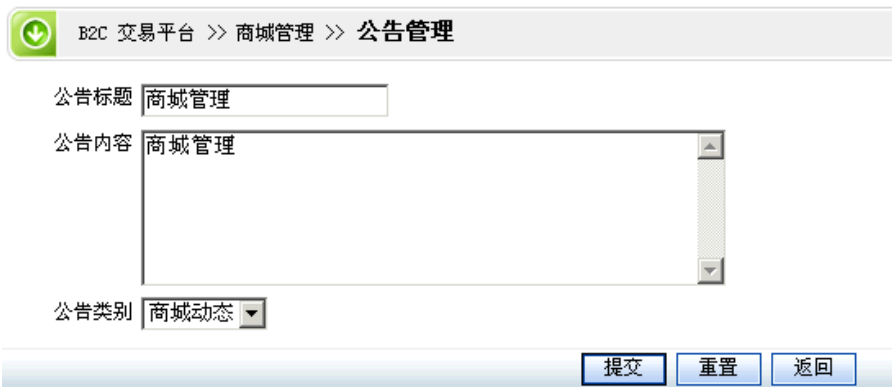 B2C 交易平台 >> 商城管理 >> 公告管理
公告标题 商城管理
公告内容 商城管理
公告类别 商城动态
提交 重置 返回